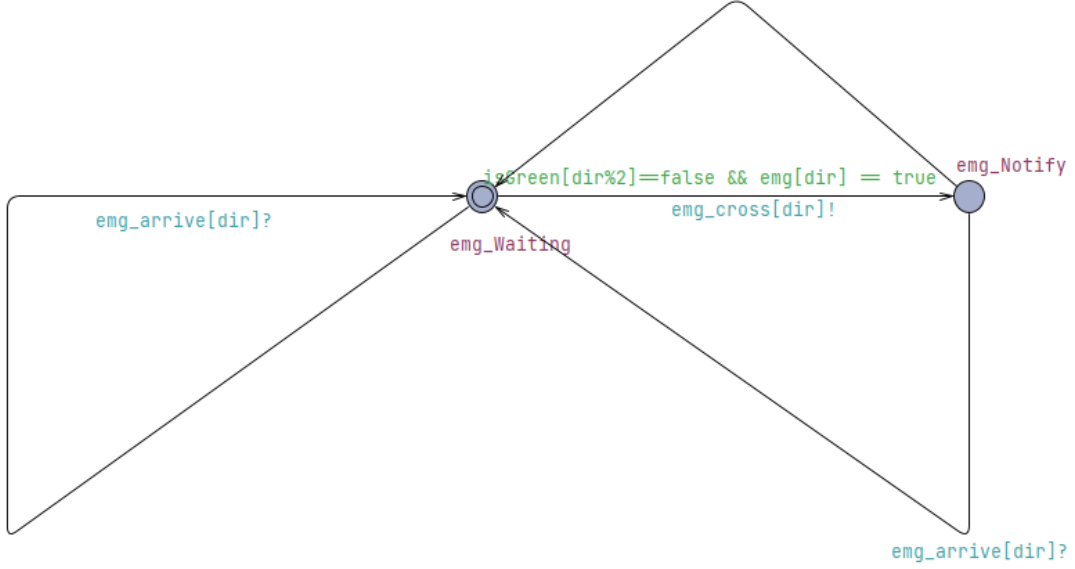 emg_Notify
isGreen[dir%2]==false && emg[dir] == true
emg_arrive[dir]?
emg_cross[dir]!
emg_Waiting
emg_arrive[dir]?